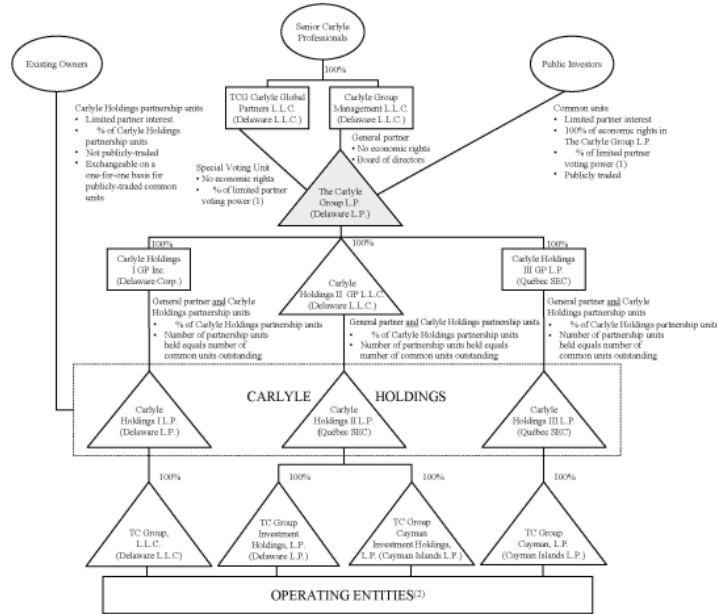 Senior Carlyle
Professionals
Existing Owners
Public Investors
100%
TCG Carlyle Global
Partners L.L.C.
(Delaware L.L.C.)
Carlyle Group
Management L.L.C.
(Delaware L.L.C.)
Carlyle Holdings partnership units
• Limited partner interest
• % of Carlyle Holdings
partnership units
• Not publicly-traded
• Exchangeable on a
one-for-one basis for
publicly-traded common
units
General partner
• No economic rights
• Board of directors
Special Voting Unit
• No economic rights
• % of limited partner
voting power (1)
Common units
• Limited partner interest
• 100% of economic rights in
The Carlyle Group L.P.
• % of limited partner
voting power (1)
• Publicly traded
The Carlyle
Group L.P.
(Delaware L.P.)
100%
100%
100%
Carlyle Holdings
I GP Inc.
(Delaware Corp.)
Carlyle
Holdings II GP L.L.C.
(Delaware L.L.C.)
Carlyle Holdings
III GP L.P.
(Québec SEC)
General partner and Carlyle
Holdings partnership units
• % of Carlyle Holdings partnership units
• Number of partnership units
held equals number of
common units outstanding
General partner and Carlyle Holdings partnership units
• % of Carlyle Holdings partnership units
• Number of partnership units held equals
number of common units outstanding
General partner and Carlyle
Holdings partnership units
• % of Carlyle Holdings partnership units
• Number of partnership units
held equals number of
common units outstanding
CARLYLE HOLDINGS
Carlyle
Holdings I L.P.
(Delaware L.P.)
Carlyle
Holdings II L.P.
(Québec SEC)
Carlyle
Holdings III L.P.
(Québec SEC)
100%
100%
100%
100%
TC Group,
L.L.C.
(Delaware L.L.C)
TC Group
Investment
Holdings, L.P.
(Delaware L.P.)
TC Group
Cayman
Investment Holdings,
L.P. (Cayman Islands L.P.)
TC Group
Cayman, L.P.
(Cayman Islands L.P.)
OPERATING ENTITIES(2)